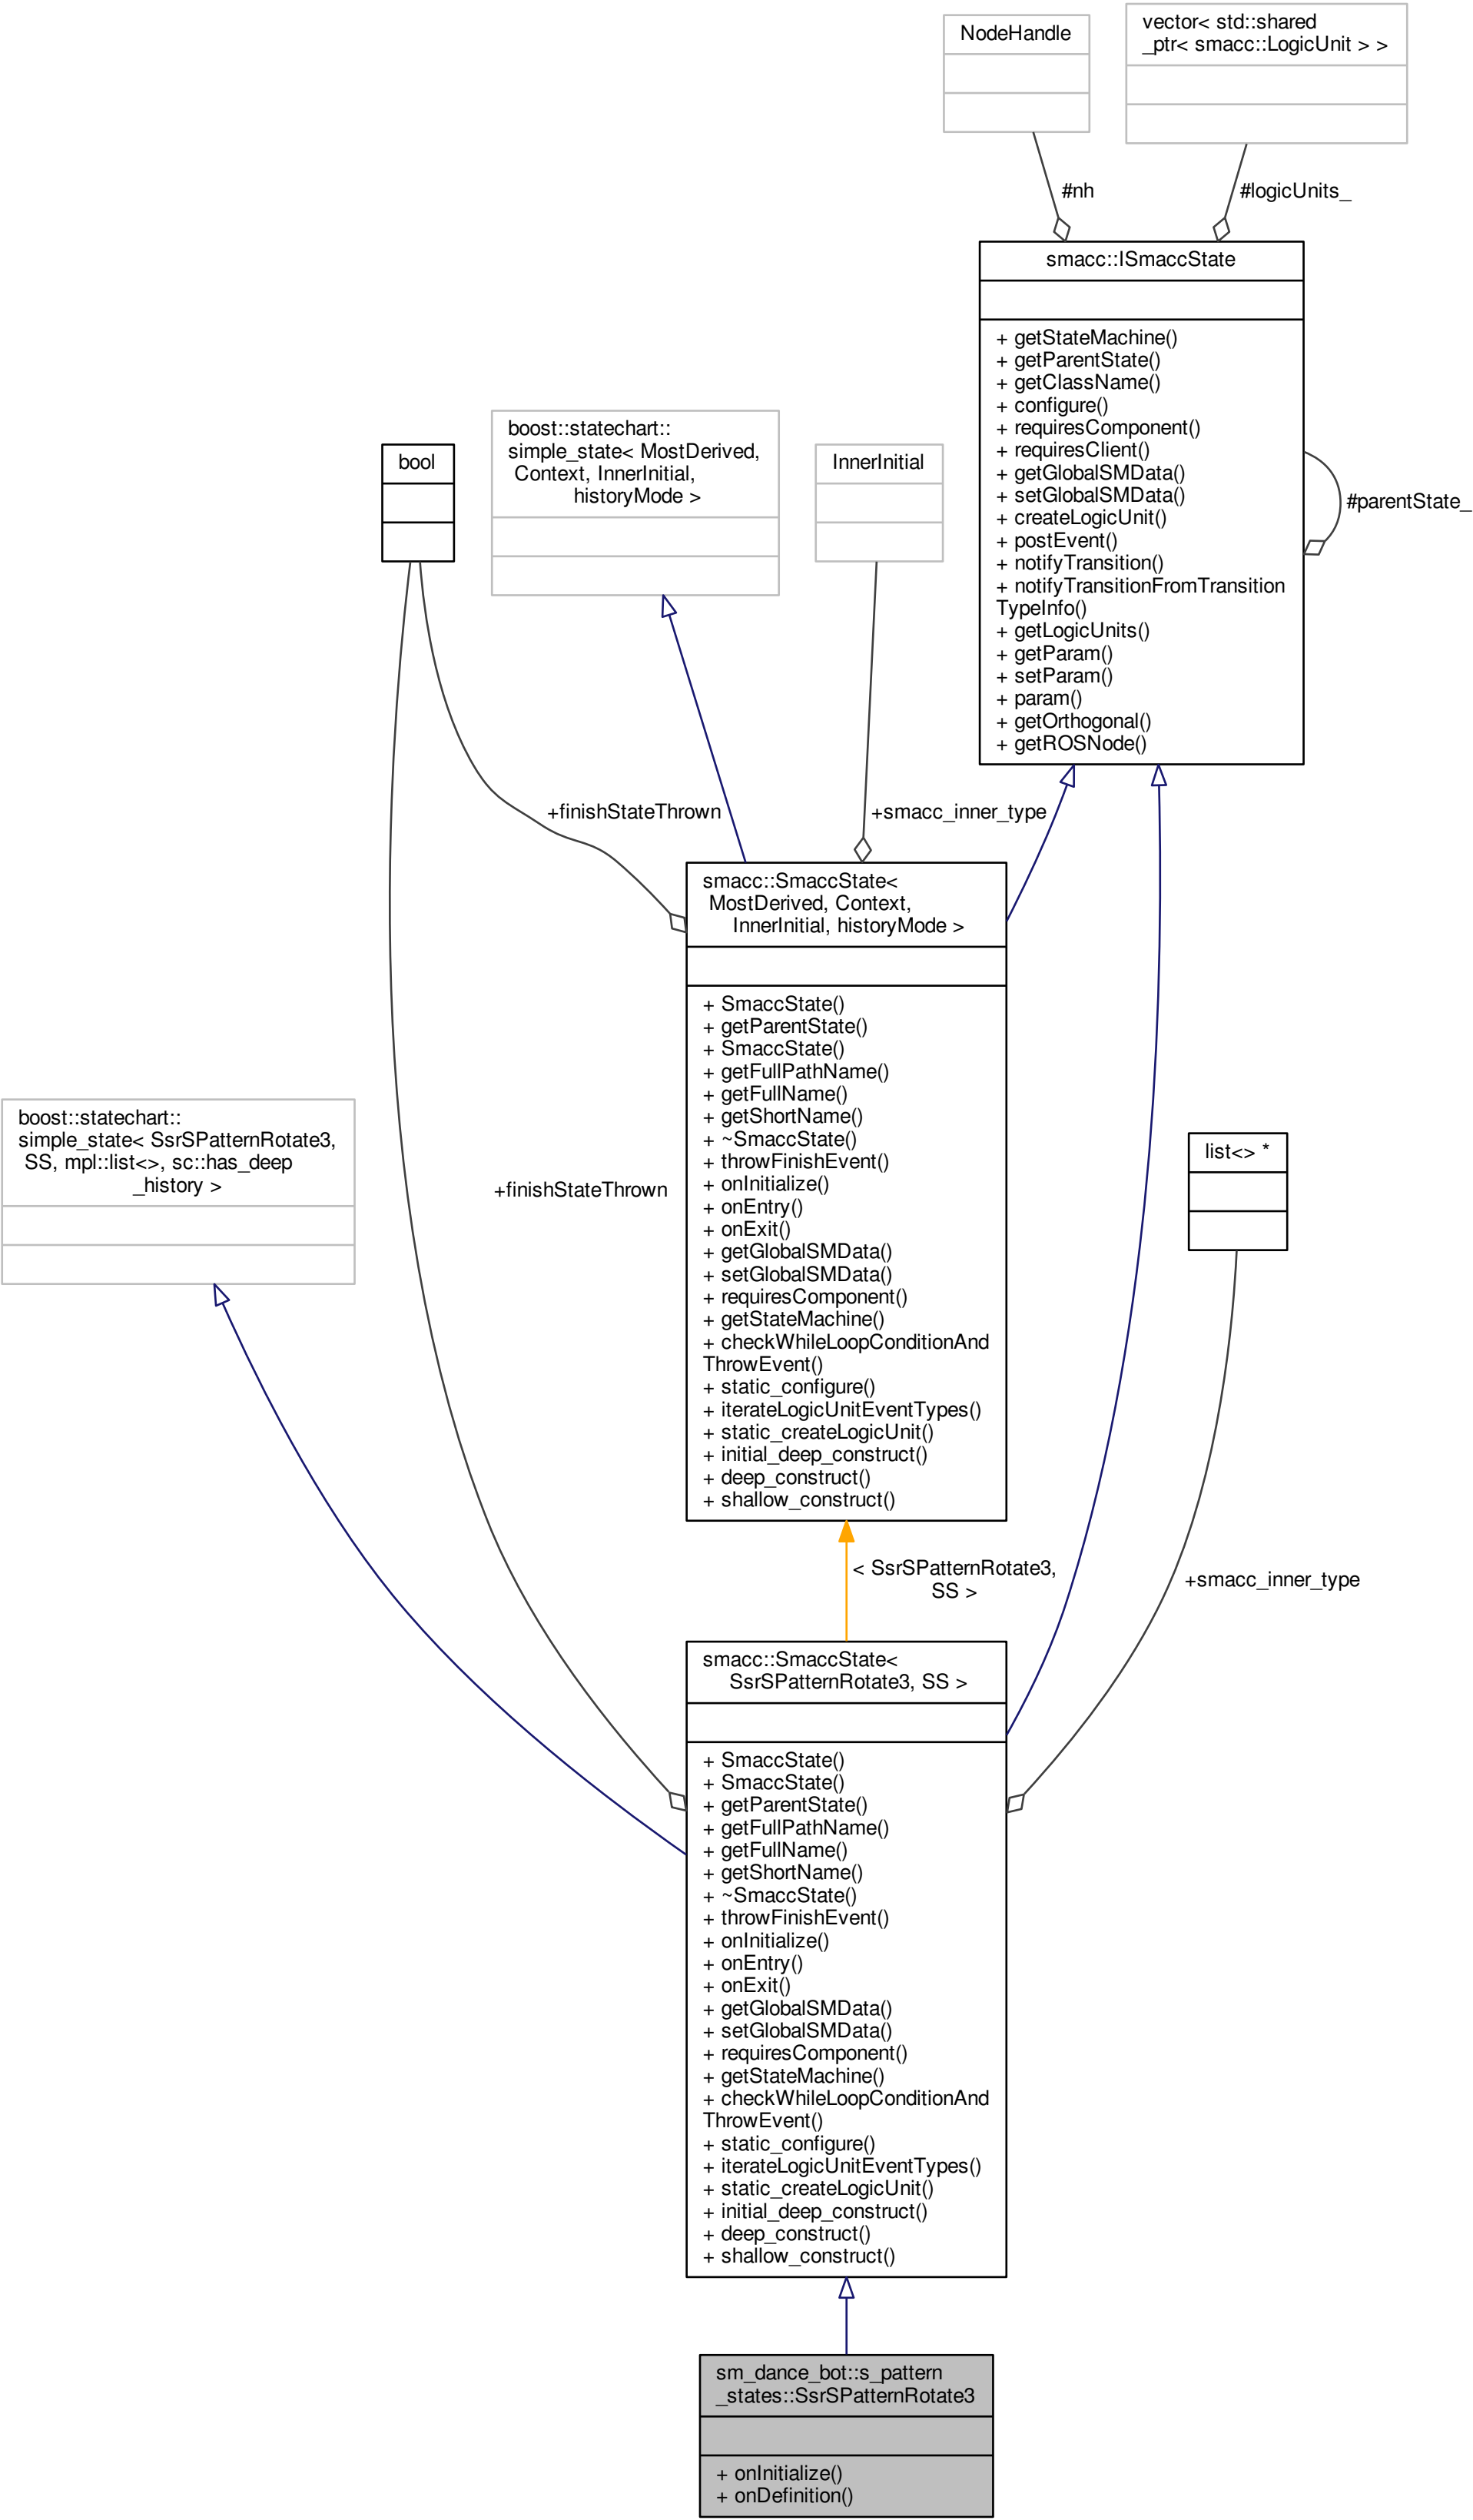 NodeHandle
vector< std::shared
_ptr< smacc::LogicUnit > >
#nh
#logicUnits_
smacc::ISmaccState
+ getStateMachine()
+ getParentState()
+ getClassName()
+ configure()
+ requiresComponent()
+ requiresClient()
+ getGlobalSMData()
+ setGlobalSMData()
+ createLogicUnit()
+ postEvent()
+ notifyTransition()
+ notifyTransitionFromTransition
TypeInfo()
+ getLogicUnits()
+ getParam()
+ setParam()
+ param()
+ getOrthogonal()
+ getROSNode()
#parentState_
bool
boost::statechart::
simple_state< MostDerived,
Context, InnerInitial,
historyMode >
InnerInitial
+finishStateThrown
+smacc_inner_type
smacc::SmaccState<
MostDerived, Context,
InnerInitial, historyMode >
+ SmaccState()
+ getParentState()
+ SmaccState()
+ getFullPathName()
+ getFullName()
+ getShortName()
+ ~SmaccState()
+ throwFinishEvent()
+ onInitialize()
+ onEntry()
+ onExit()
+ getGlobalSMData()
+ setGlobalSMData()
+ requiresComponent()
+ getStateMachine()
+ checkWhileLoopConditionAnd
ThrowEvent()
+ static_configure()
+ iterateLogicUnitEventTypes()
+ static_createLogicUnit()
+ initial_deep_construct()
+ deep_construct()
+ shallow_construct()
boost::statechart::
simple_state< SsrSPatternRotate3,
SS, mpl::list<>, sc::has_deep
_history >
+finishStateThrown
list<> *
< SsrSPatternRotate3,
SS >
+smacc_inner_type
smacc::SmaccState<
SsrSPatternRotate3, SS >
+ SmaccState()
+ SmaccState()
+ getParentState()
+ getFullPathName()
+ getFullName()
+ getShortName()
+ ~SmaccState()
+ throwFinishEvent()
+ onInitialize()
+ onEntry()
+ onExit()
+ getGlobalSMData()
+ setGlobalSMData()
+ requiresComponent()
+ getStateMachine()
+ checkWhileLoopConditionAnd
ThrowEvent()
+ static_configure()
+ iterateLogicUnitEventTypes()
+ static_createLogicUnit()
+ initial_deep_construct()
+ deep_construct()
+ shallow_construct()
sm_dance_bot::s_pattern
_states::SsrSPatternRotate3
+ onInitialize()
+ onDefinition()